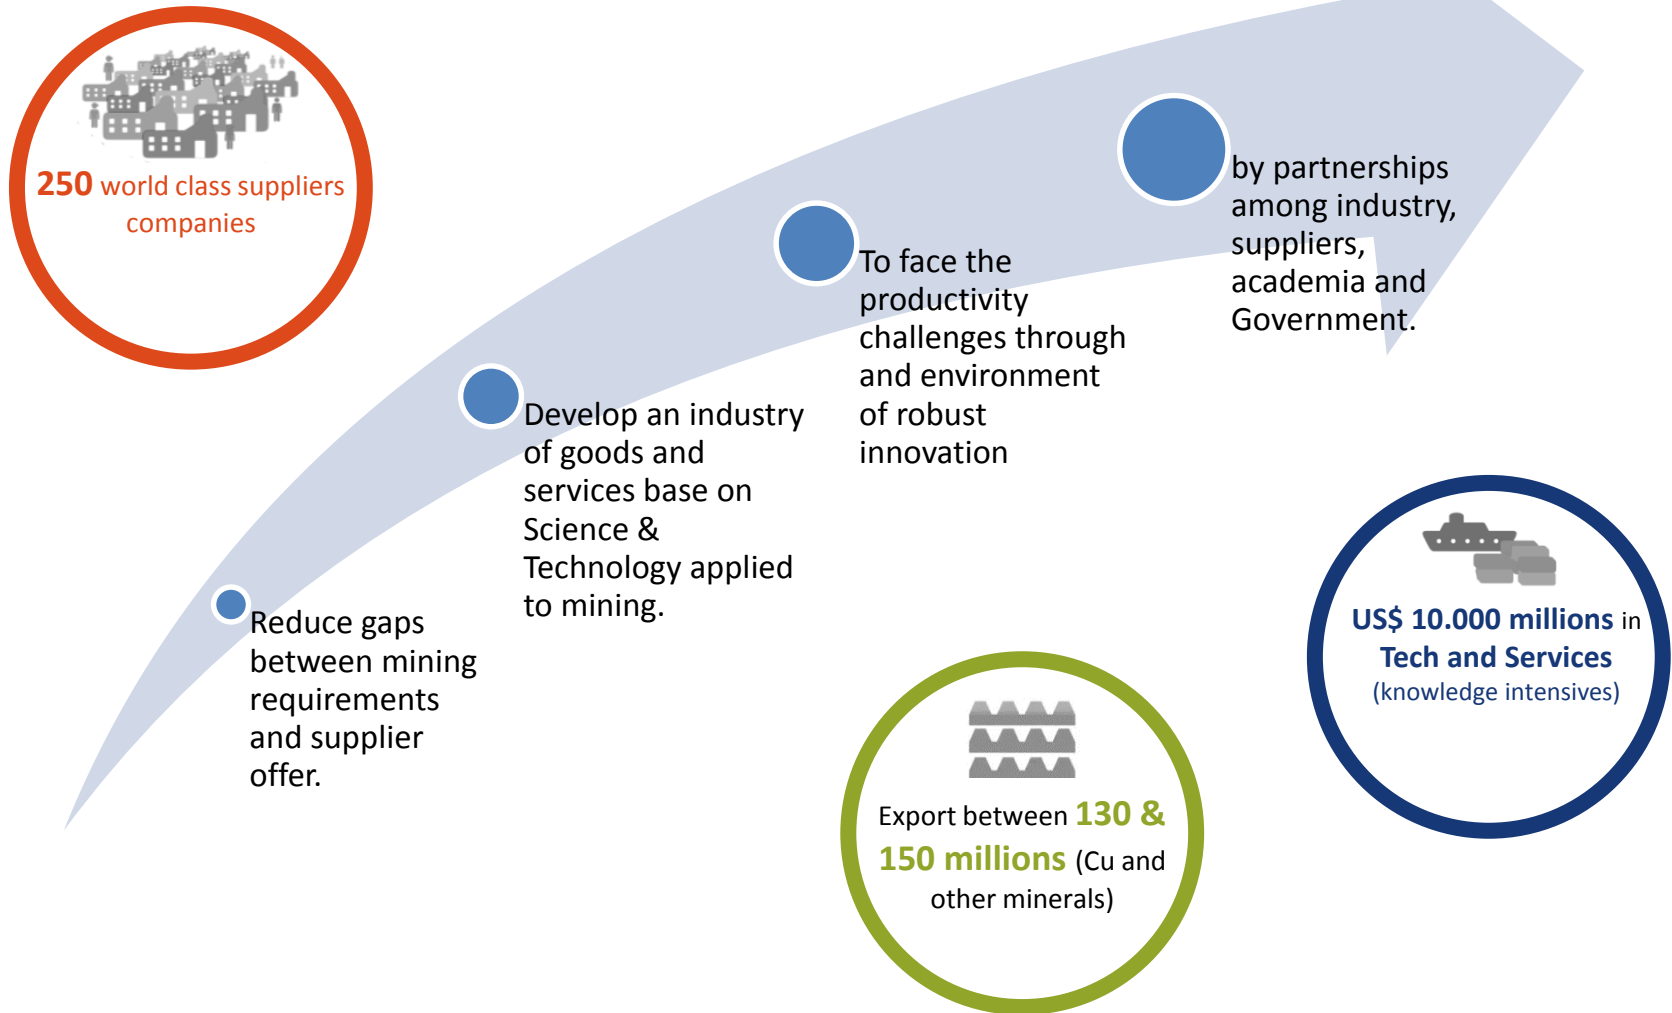 250 world class suppliers
companies
Reduce gaps
between mining
requirements
and supplier
offer.
Develop an industry
of goods and
services base on
Science &
Technology applied
to mining.
To face the
productivity
challenges through
and environment
of robust
innovation
by partnerships
among industry,
suppliers,
academia and
Government.
Export between 130 &
150 millions (Cu and
other minerals)
US$ 10.000 millions in
Tech and Services
(knowledge intensives)